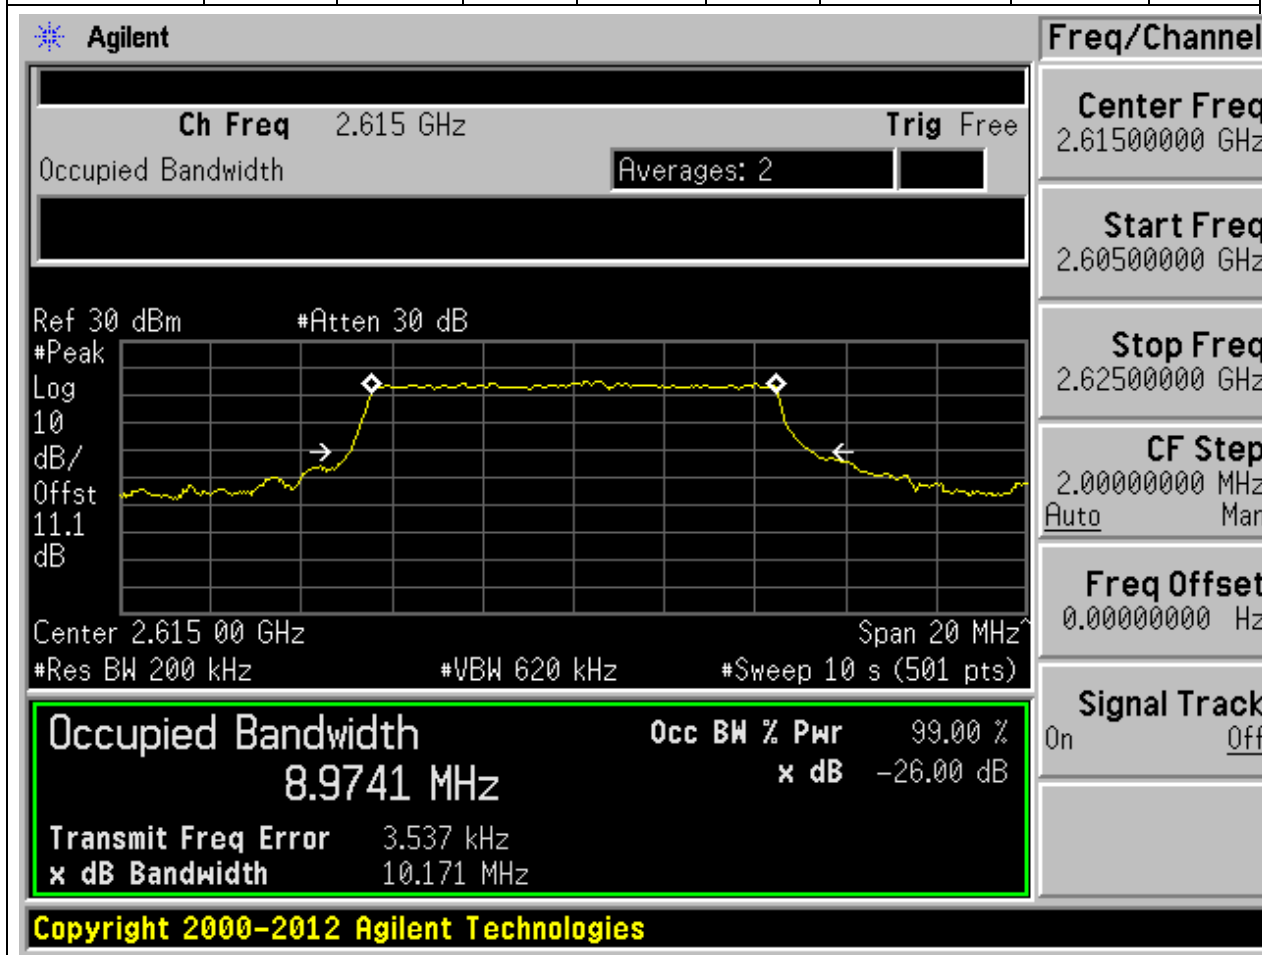 Agilent
Freq/Channel
Ch Freq 2.615 GHz Trig Free
Occupied Bandwidth Averages: 2
Center Freq
2.61500000 GHz
Start Freq
2.60500000 GHz
Stop Freq
2.62500000 GHz
CF Step
2.00000000 MHz
Auto Man
Freq Offset
0.00000000 Hz
Signal Track
On Off
Ref 30 dBm #Atten 30 dB
#Peak
Log
10
dB/
Offst
11.1
dB
Center 2.615 00 GHz Span 20 MHz^
#Res BW 200 kHz #VBW 620 kHz #Sweep 10 s (501 pts)
Occupied Bandwidth Occ BW % Pwr 99.00 %
8.9741 MHz x dB -26.00 dB
Transmit Freq Error 3.537 kHz
x dB Bandwidth 10.171 MHz
Copyright 2000-2012 Agilent Technologies